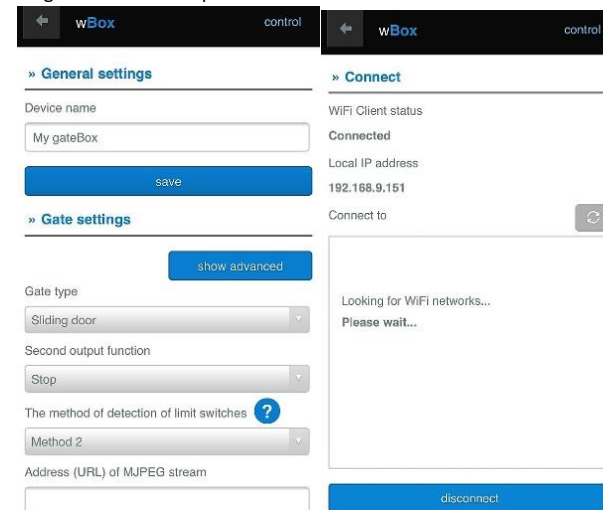 wBox control
» General settings
Device name
My gateBox
save
» Gate settings
show advanced
Gate type
Sliding door
Second output function
Stop
The method of detection of limit switches ?
Method 2
Address (URL) of MJPEG stream
wBox control
» Connect
WiFi Client status
Connected
Local IP address
192.168.9.151
Connect to
Looking for WiFi networks...
Please wait...
disconnect